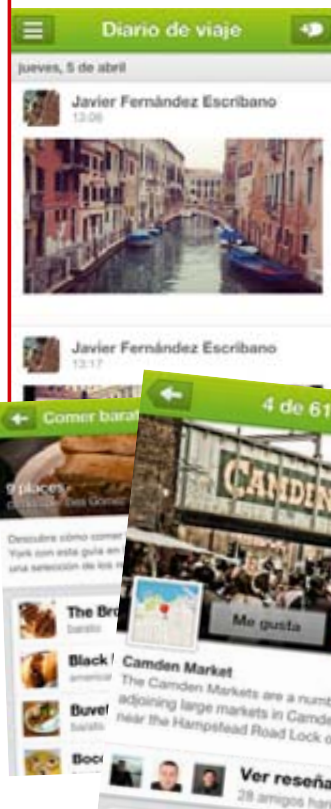 Diario de viaje
jueves, 5 de abril
Javier Fernández Escribano
13:06
Javier Fernández Escribano
13:17
Comer barat
9 places
Descubra cómo comer
York con esta guía en
una selección de los
The Bro
barato
Black
american
Buvet
barato
Boc
4 de 61
CAMDEN
Me gusta
Camden Market
The Camden Markets are a numb
adjoining large markets in Camde
near the Hampstead Road Lock o
Ver reseña
28 amigos han